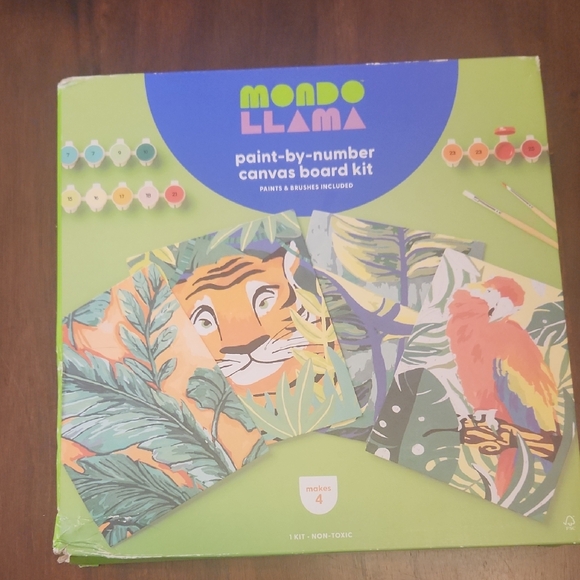 MONDO
LLAMA
paint-by-number
canvas board kit
PAINTS & BRUSHES INCLUDED
makes
4
1 KIT • NON-TOXIC